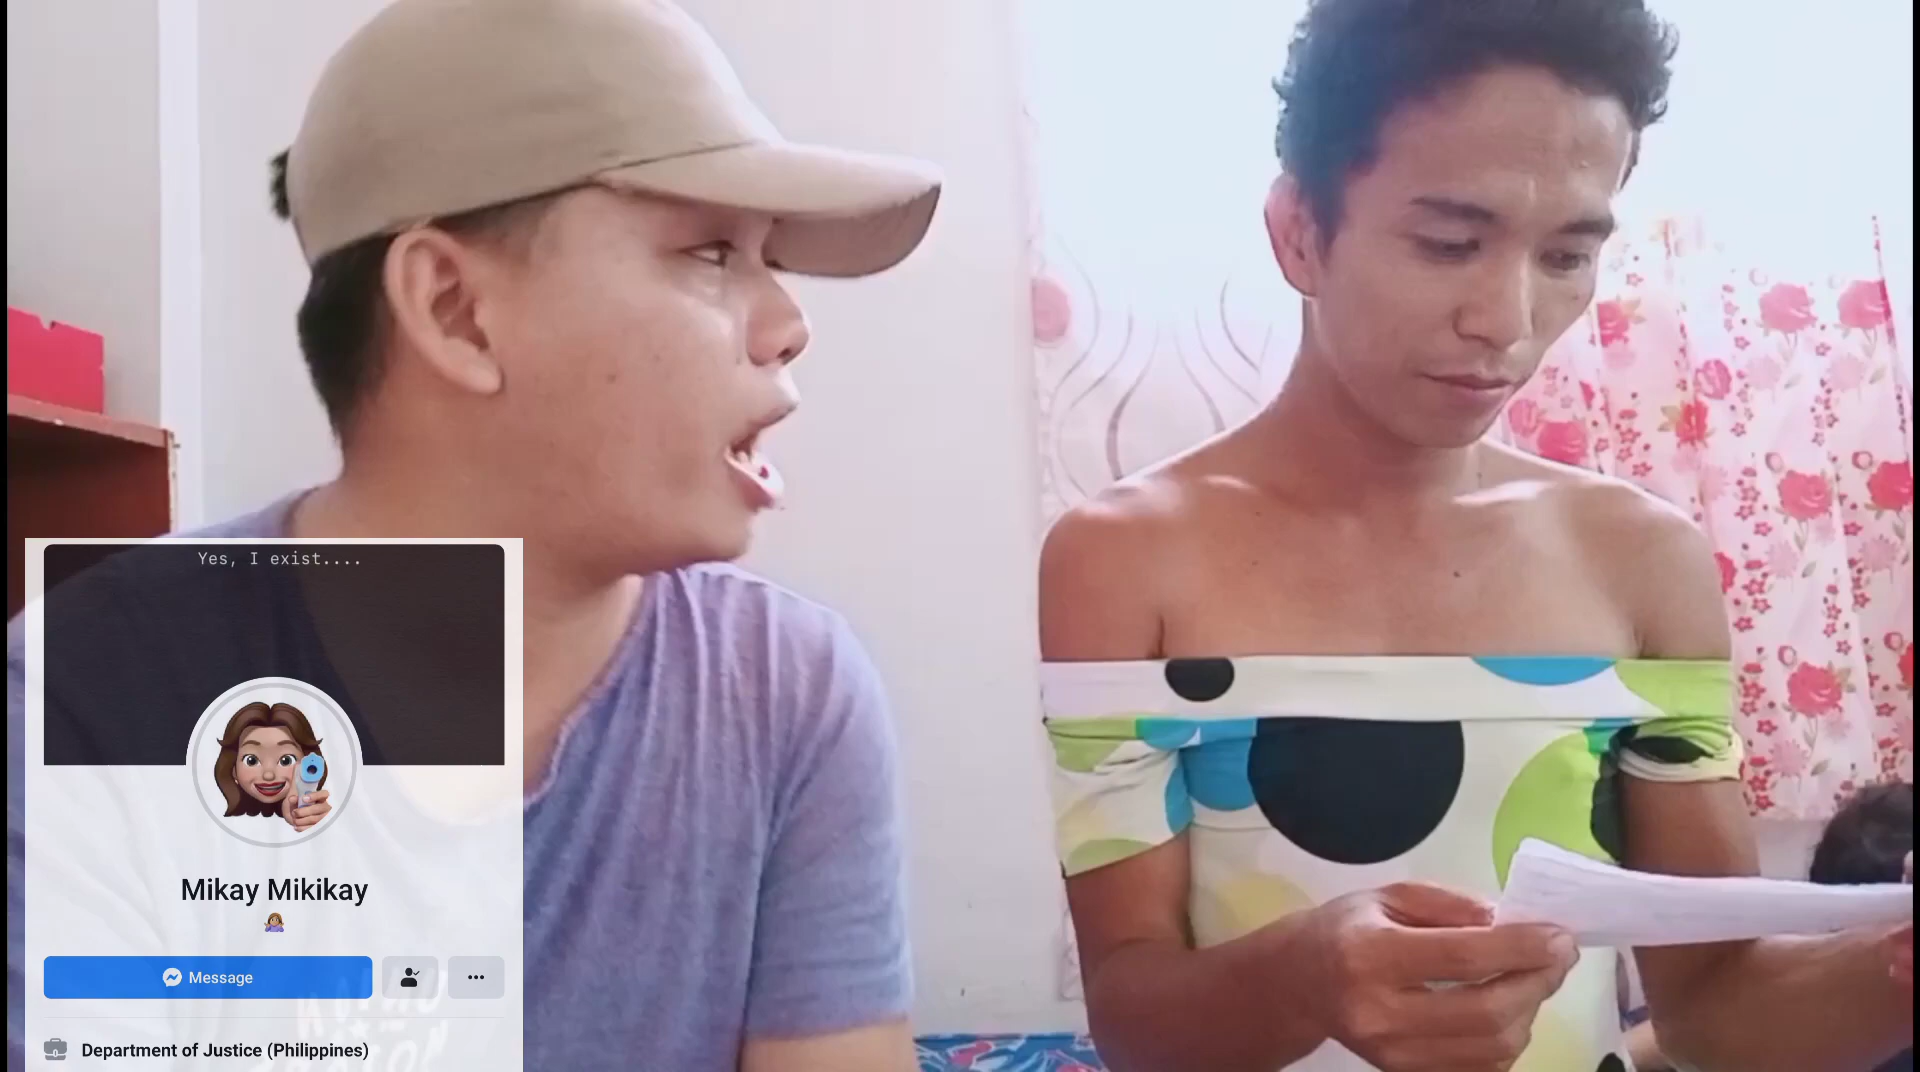 Yes, I exist....
Mikay Mikikay
Message
Department of Justice (Philippines)